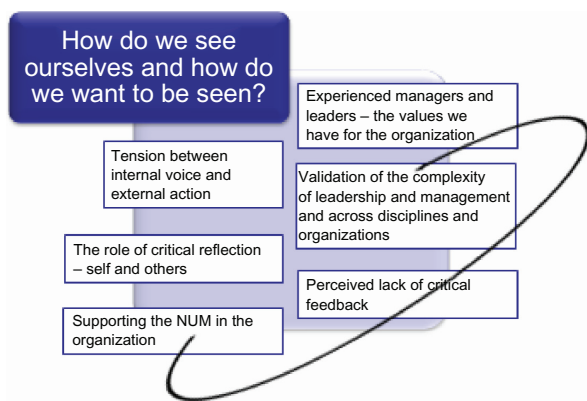 How do we see
ourselves and how do
we want to be seen?
Experienced managers and
leaders – the values we
have for the organization
Tension between
internal voice and
external action
Validation of the complexity
of leadership and management
and across disciplines and
organizations
The role of critical reflection
– self and others
Perceived lack of critical
feedback
Supporting the NUM in the
organization